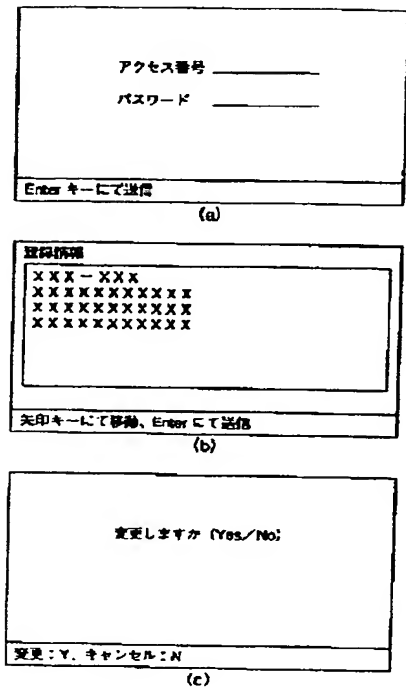 アクセス番号
パスワード
Enter キーにて送信
(a)
登録情報
XXX-XXX
XXXXXXXXXXX
XXXXXXXXXXX
XXXXXXXXXXX
矢印キーにて移動、Enter にて送信
(b)
変更しますか (Yes/No)
変更:Y、キャンセル:N
(c)